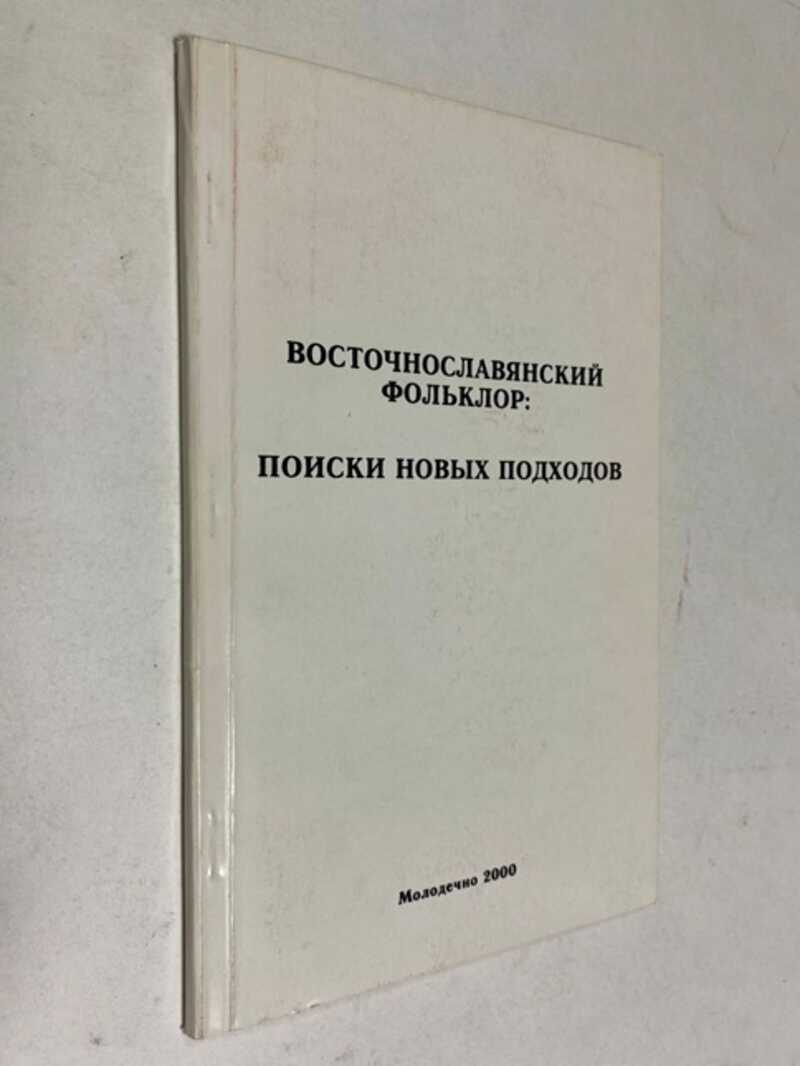 ВОСТОЧНОСЛАВЯНСКИЙ
ФОЛЬКЛОР:
ПОИСКИ НОВЫХ ПОДХОДОВ
Молодечно 2000